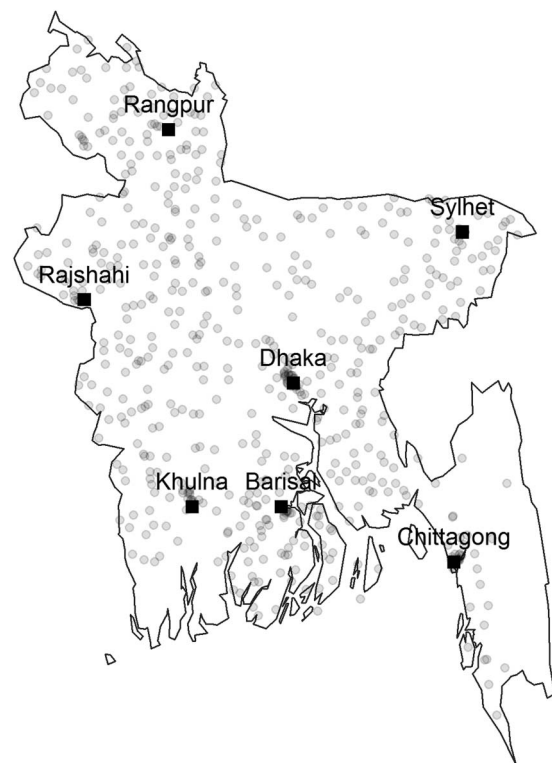 Rangpur
Sylhet
Rajshahi
Dhaka
Khulna
Barisal
Chittagong